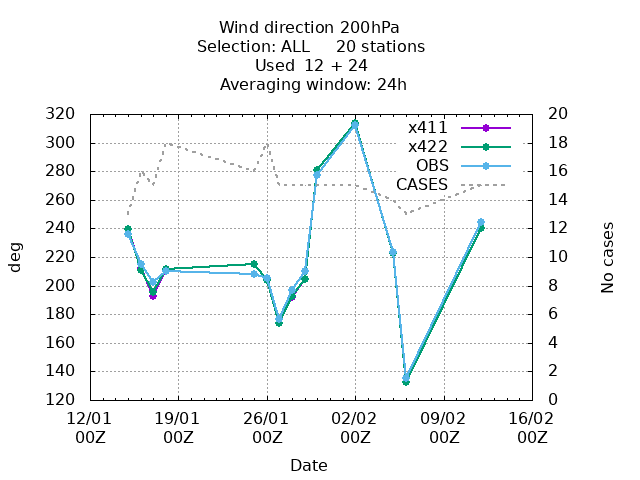 Wind direction 200hPa
Selection: ALL 20 stations
Used 12 + 24
Averaging window: 24h
320 20
300 18
280 16
260 14
240 12
220 10
200 8
180 6
160 4
140 2
120 0
x411
x422
OBS
CASES
deg
No cases
12/01 19/01 26/01 02/02 09/02 16/02
00Z 00Z 00Z 00Z 00Z 00Z
Date